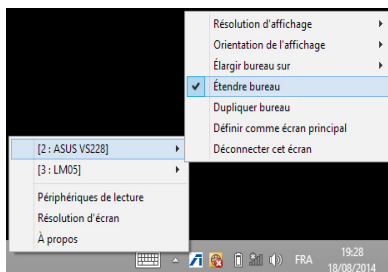 Résolution d'affichage
Orientation de l'affichage
Élargir bureau sur
Étendre bureau
Dupliquer bureau
Définir comme écran principal
Déconnecter cet écran
[2 : ASUS VS228]
[3 : LM05]
Périphériques de lecture
Résolution d'écran
À propos
FRA
19:28
18/08/2014